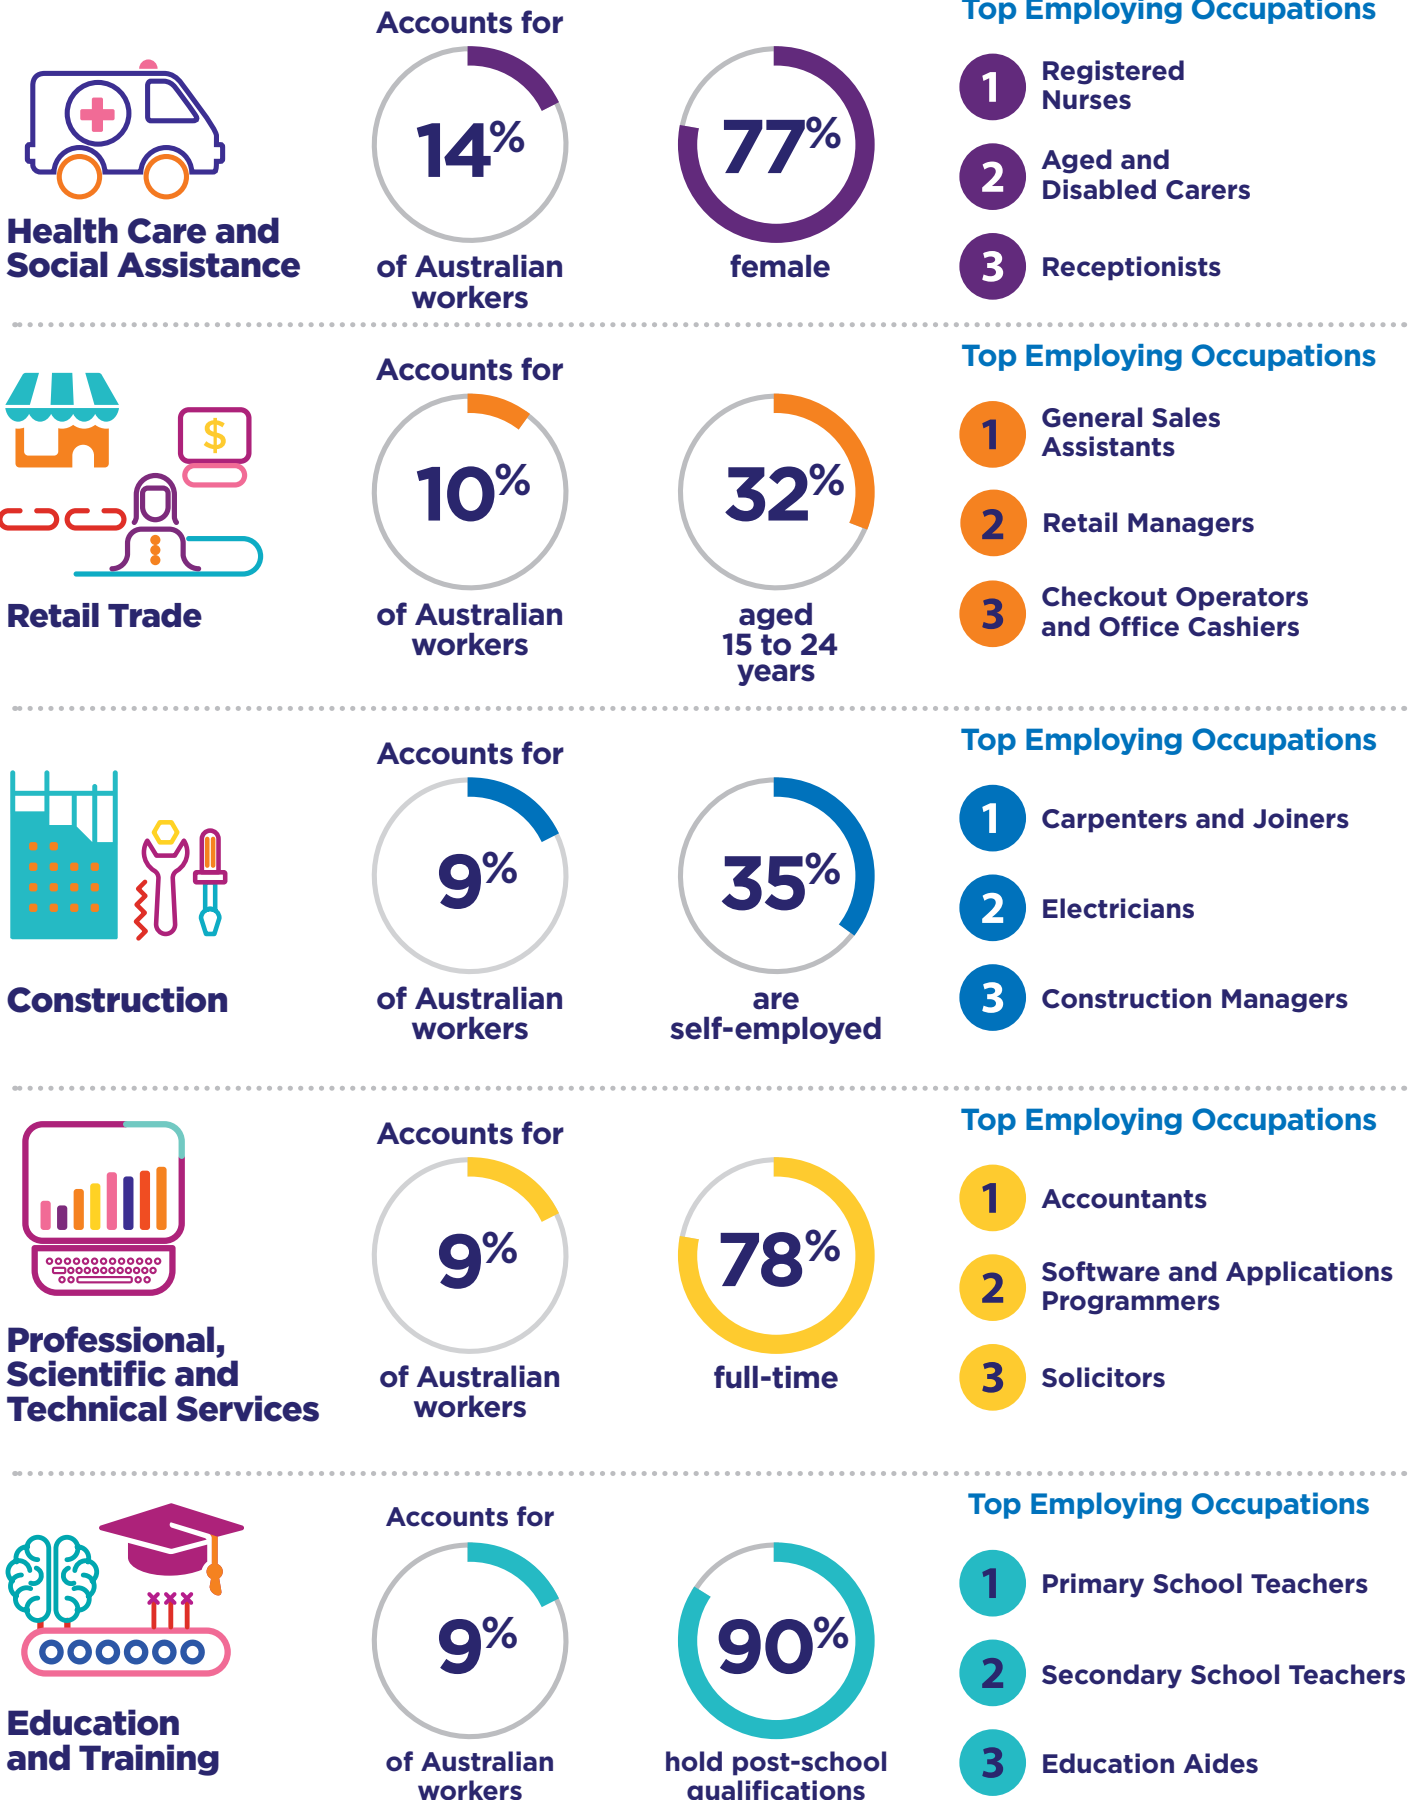 Accounts for
14%
of Australian
workers
77%
female
Top Employing Occupations
1
Registered
Nurses
2
Aged and
Disabled Carers
3
Receptionists
Health Care and
Social Assistance
Accounts for
10%
of Australian
workers
32%
aged
15 to 24
years
Top Employing Occupations
1
General Sales
Assistants
2
Retail Managers
3
Checkout Operators
and Office Cashiers
$
Retail Trade
Accounts for
9%
of Australian
workers
35%
are
self-employed
Top Employing Occupations
1
Carpenters and Joiners
2
Electricians
3
Construction Managers
Construction
Accounts for
9%
of Australian
workers
78%
full-time
Top Employing Occupations
1
Accountants
2
Software and Applications
Programmers
3
Solicitors
Professional,
Scientific and
Technical Services
Accounts for
9%
of Australian
workers
90%
hold post-school
qualifications
Top Employing Occupations
1
Primary School Teachers
2
Secondary School Teachers
3
Education Aides
Education
and Training